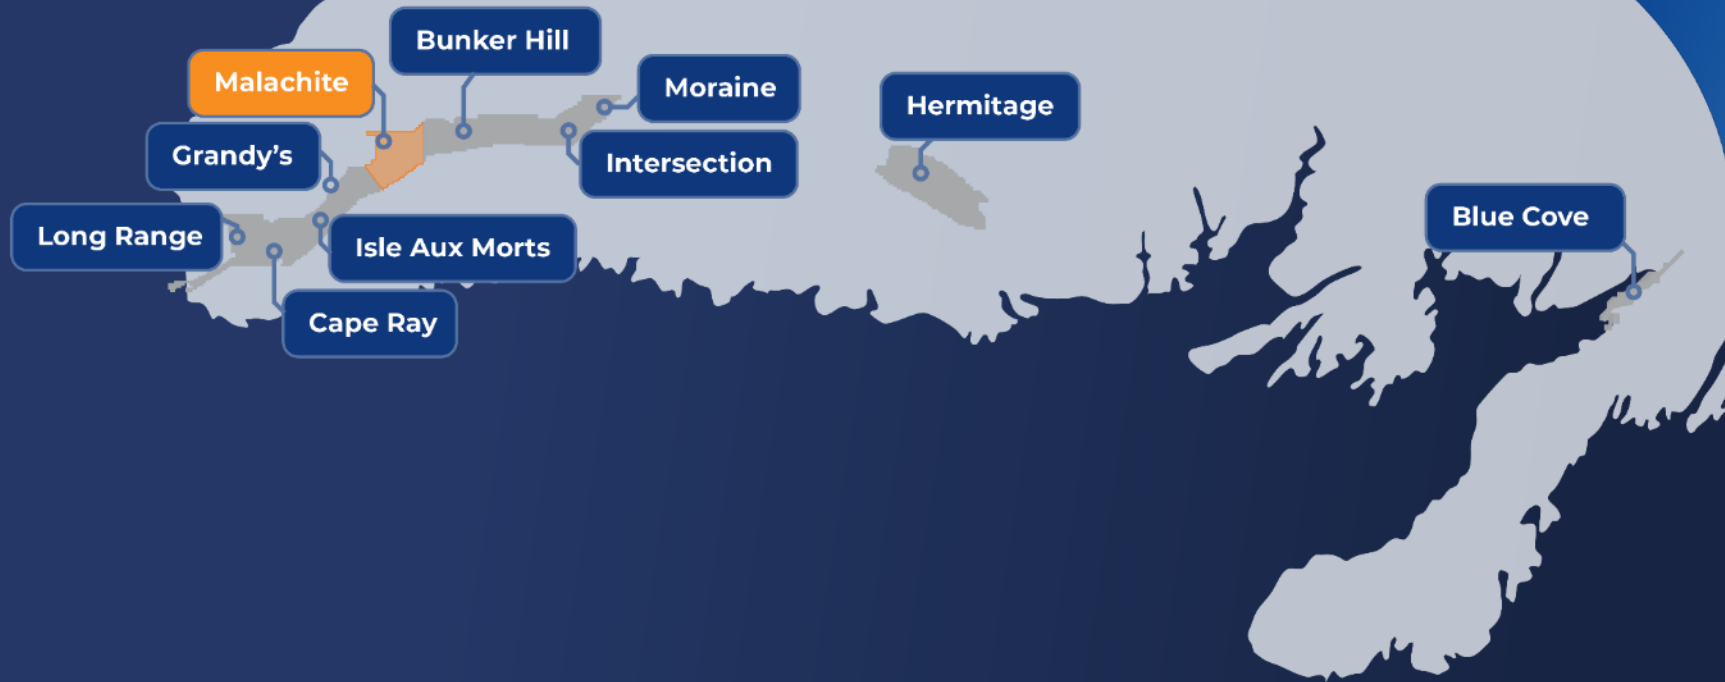 Bunker Hill
Malachite
Moraine
Hermitage
Grandy’s
Intersection
Blue Cove
Long Range
Isle Aux Morts
Cape Ray